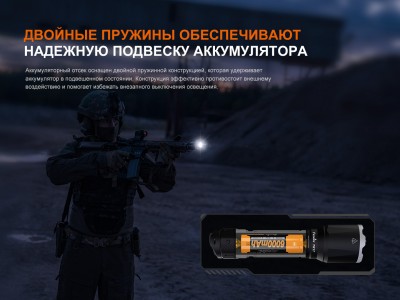 ДВОЙНЫЕ ПРУЖИНЫ ОБЕСПЕЧИВАЮТ
НАДЕЖНУЮ ПОДВЕСКУ АККУМУЛЯТОРА
Аккумуляторный отсек оснащен двойной пружинной конструкцией, которая удерживает
аккумулятор в подвешенном состоянии. Конструкция эффективно противостоит внешнему
воздействию и помогает избежать внезапного выключения освещения.
5000mAh